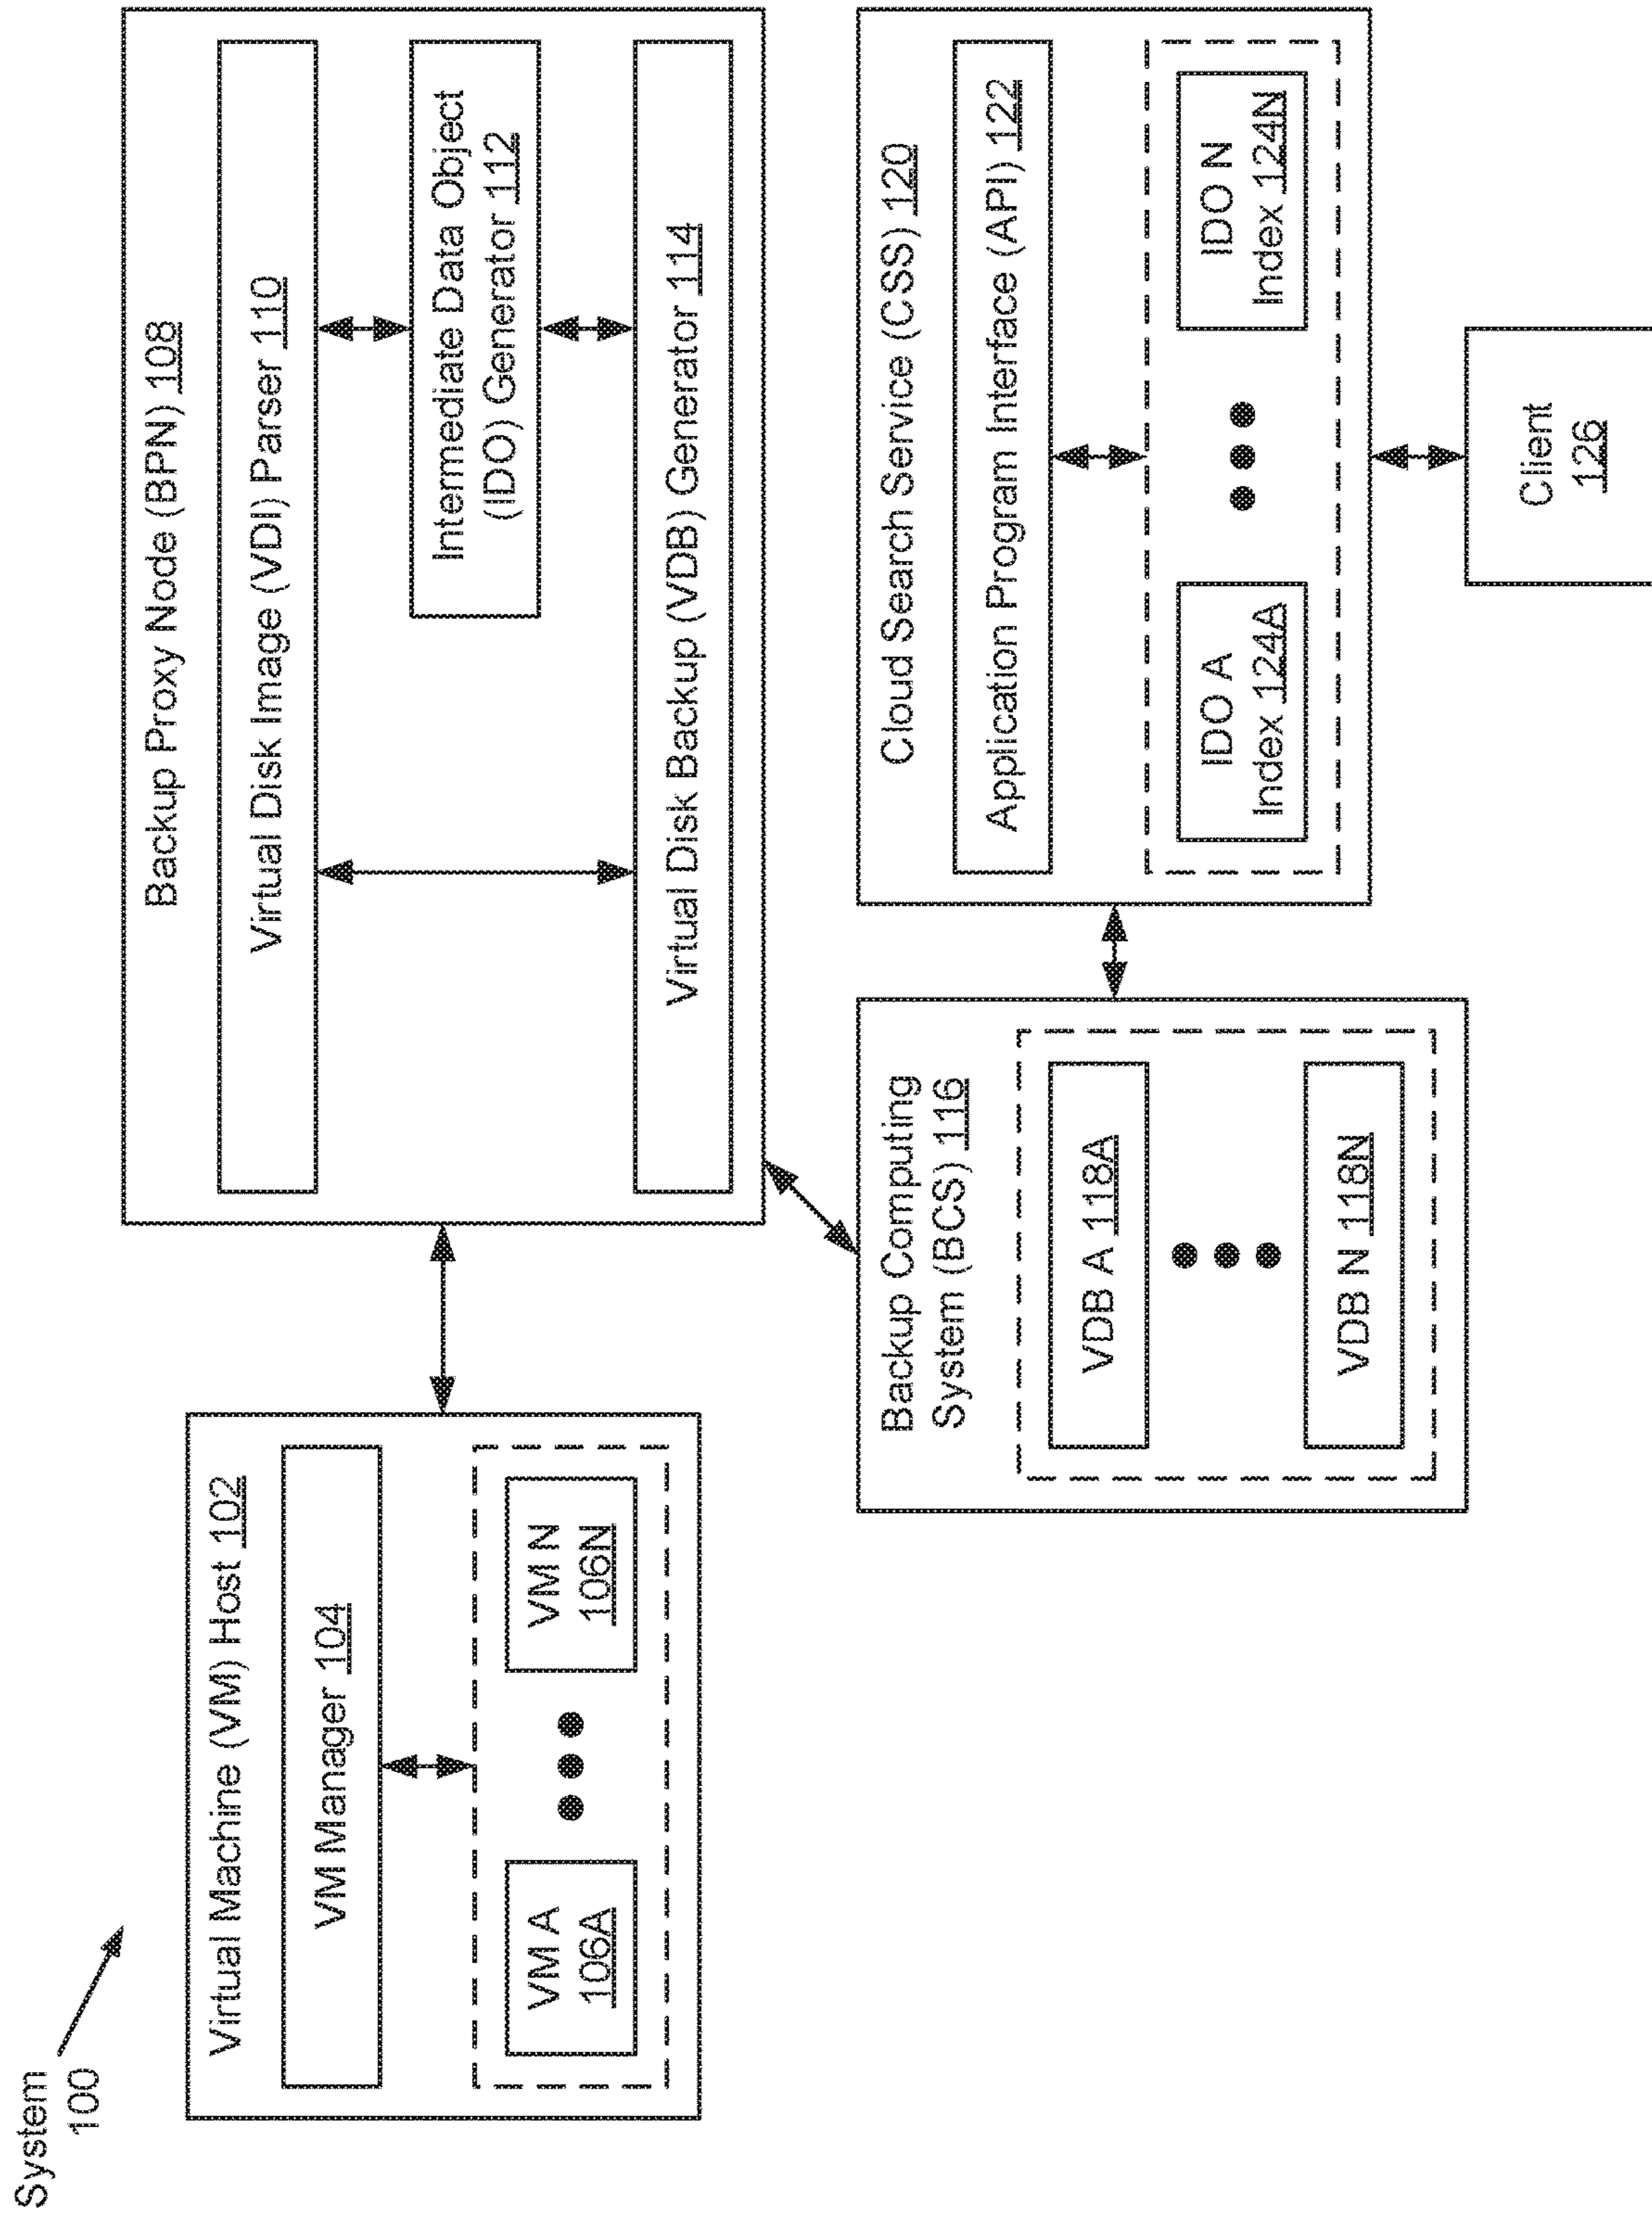 System
100
Virtual Machine (VM) Host 102
VM Manager 104
VM A
106A
VM N
106N
Backup Proxy Node (BPN) 108
Virtual Disk Image (VDI) Parser 110
Intermediate Data Object
(IDO) Generator 112
Virtual Disk Backup (VDB) Generator 114
Backup Computing
System (BCS) 116
VDB A 118A
VDB N 118N
Cloud Search Service (CSS) 120
Application Program Interface (API) 122
IDO A
Index 124A
IDO N
Index 124N
Client
126